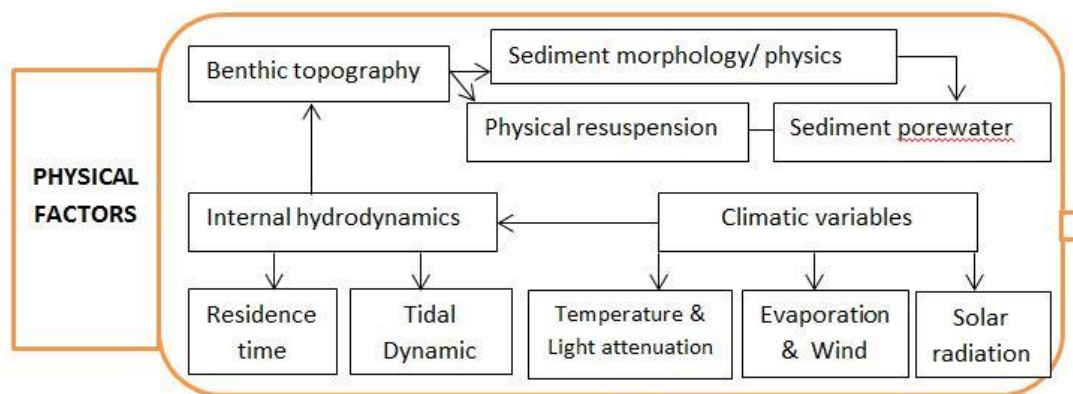 PHYSICAL
FACTORS
Benthic topography
Sediment morphology/ physics
Physical resuspension
Sediment porewater
Internal hydrodynamics
Climatic variables
Residence
time
Tidal
Dynamic
Temperature &
Light attenuation
Evaporation
& Wind
Solar
radiation